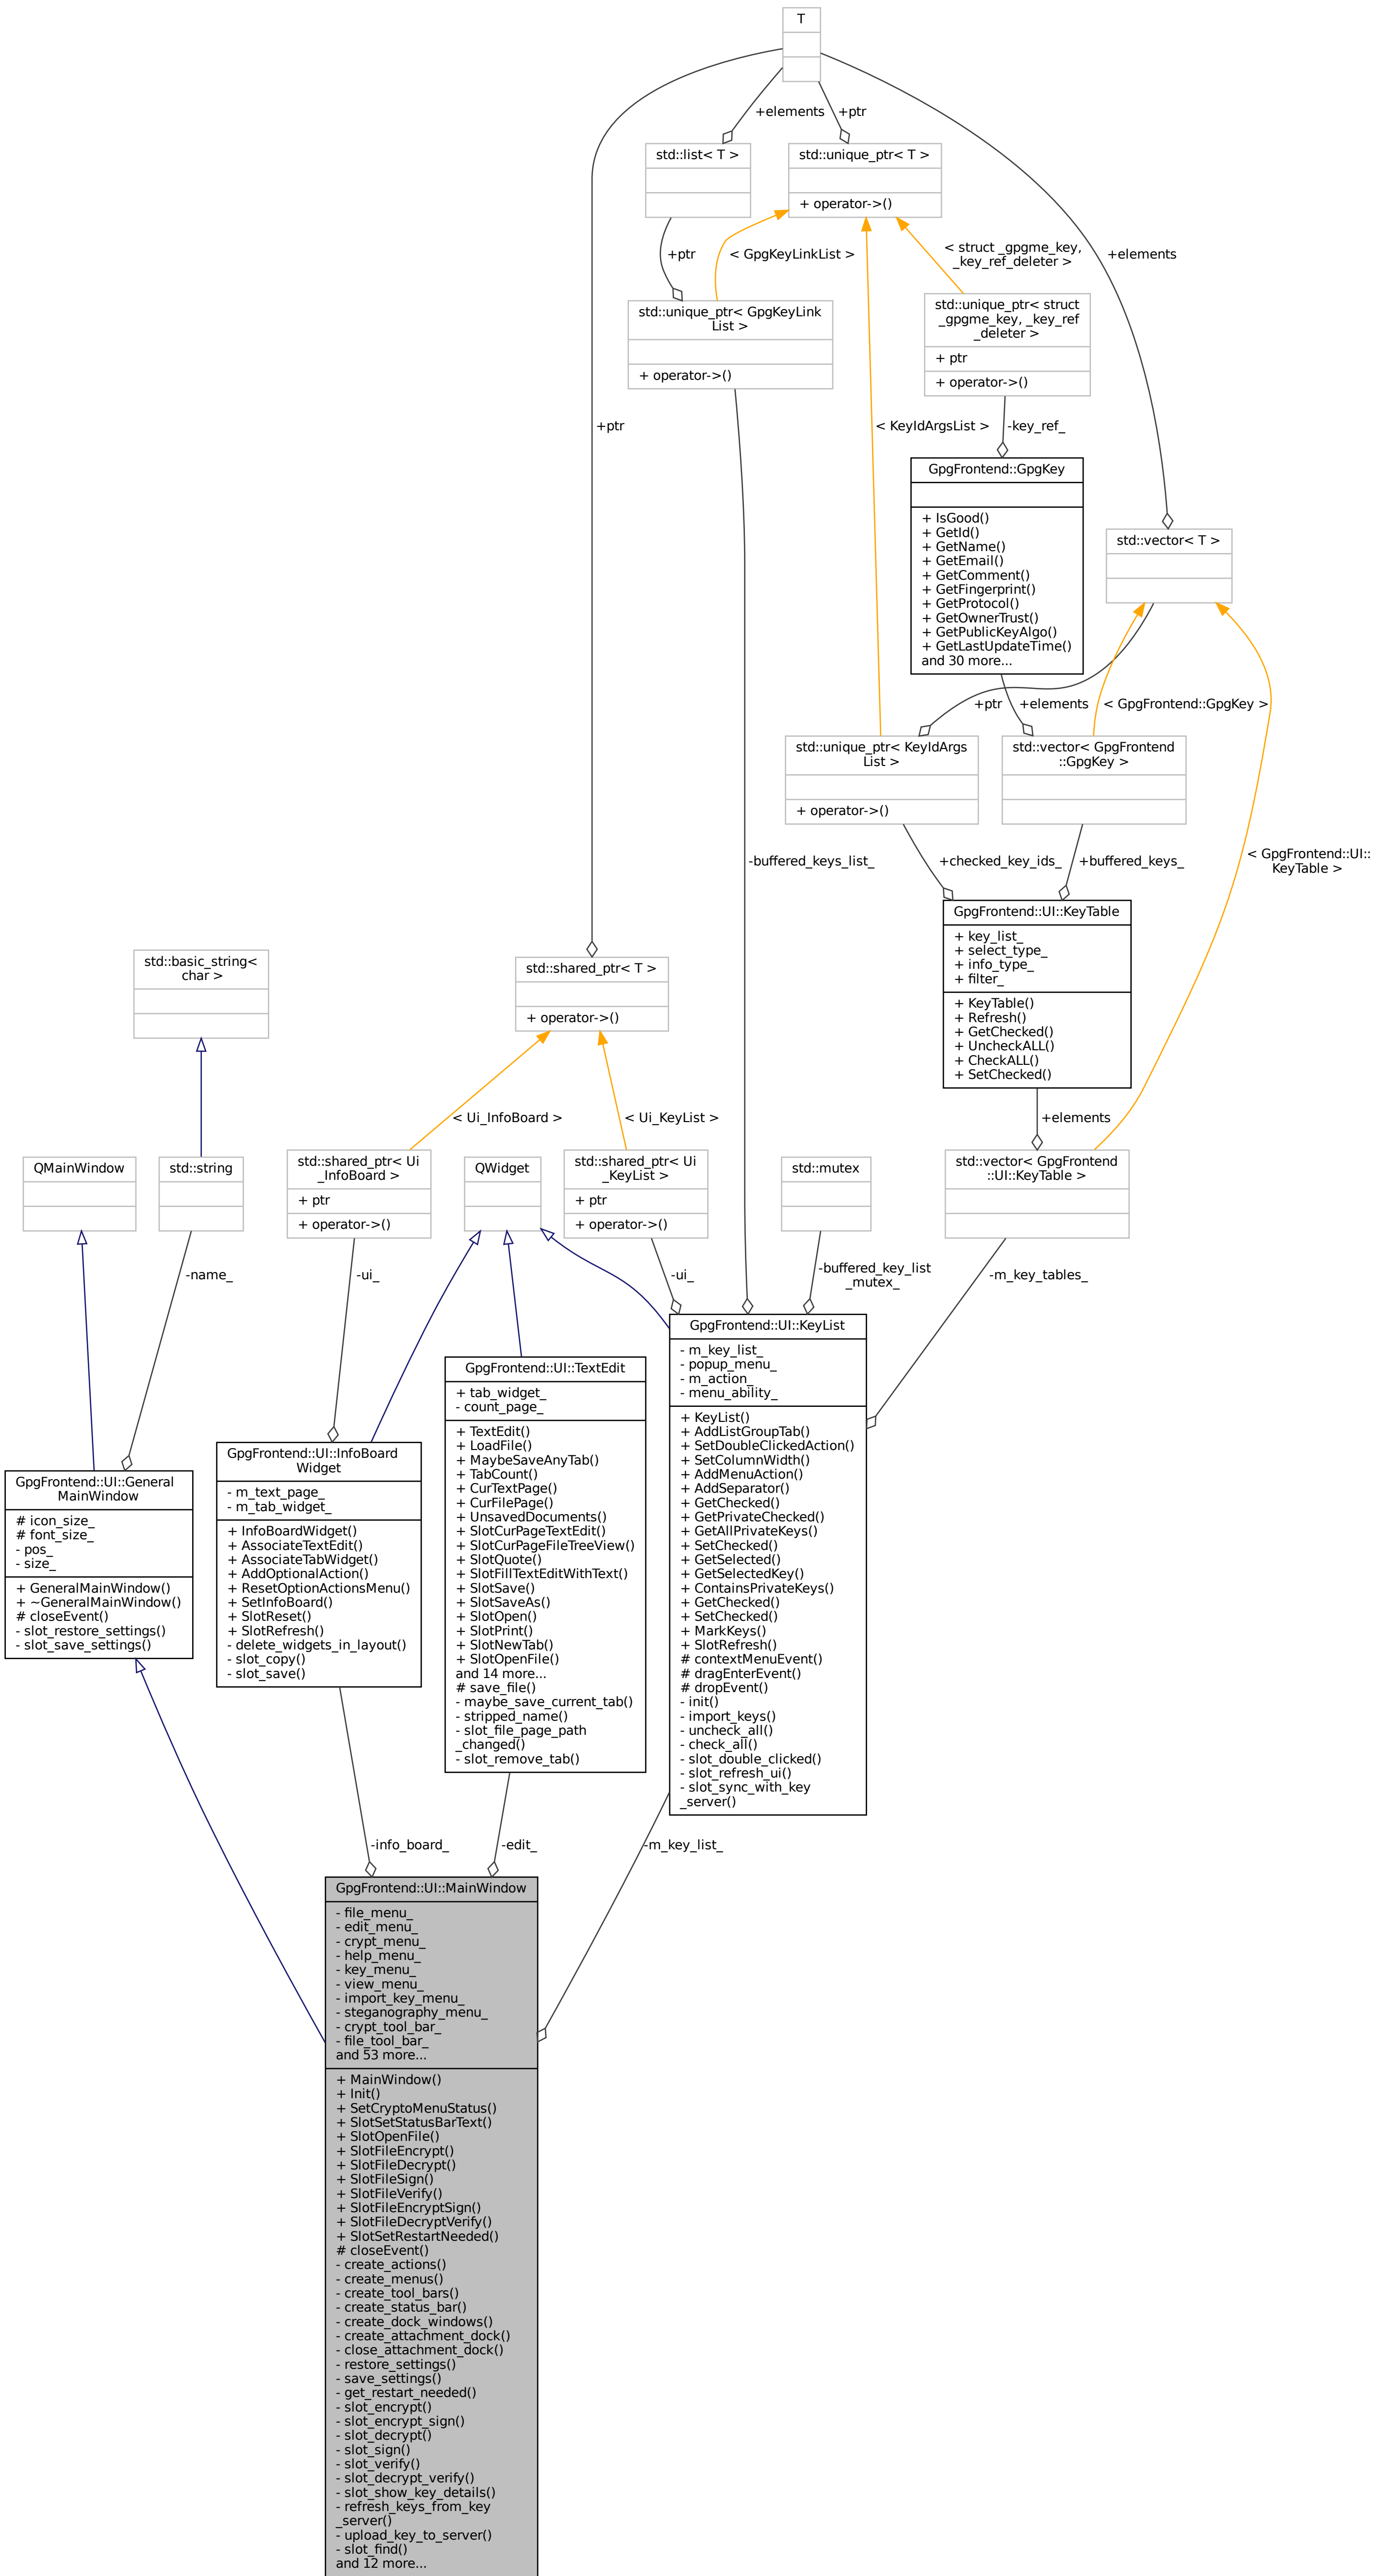 T
+elements
+ptr
std::list< T >
std::unique_ptr< T >
+ operator->()
+ptr
< GpgKeyLinkList >
< struct _gpgme_key,
_key_ref_deleter >
+elements
std::unique_ptr< GpgKeyLink
List >
+ operator->()
std::unique_ptr< struct
_gpgme_key, _key_ref
_deleter >
+ ptr
+ operator->()
+ptr
< KeyIdArgsList >
-key_ref_
GpgFrontend::GpgKey
+ IsGood()
+ GetId()
+ GetName()
+ GetEmail()
+ GetComment()
+ GetFingerprint()
+ GetProtocol()
+ GetOwnerTrust()
+ GetPublicKeyAlgo()
+ GetLastUpdateTime()
and 30 more...
std::vector< T >
+ptr
+elements
< GpgFrontend::GpgKey >
std::unique_ptr< KeyIdArgs
List >
+ operator->()
std::vector< GpgFrontend
::GpgKey >
-buffered_keys_list_
+checked_key_ids_
+buffered_keys_
< GpgFrontend::UI::
KeyTable >
GpgFrontend::UI::KeyTable
+ key_list_
+ select_type_
+ info_type_
+ filter_
+ KeyTable()
+ Refresh()
+ GetChecked()
+ UncheckALL()
+ CheckALL()
+ SetChecked()
std::basic_string<
char >
std::shared_ptr< T >
+ operator->()
< Ui_InfoBoard >
< Ui_KeyList >
+elements
QMainWindow
std::string
std::shared_ptr< Ui
_InfoBoard >
+ ptr
+ operator->()
QWidget
std::shared_ptr< Ui
_KeyList >
+ ptr
+ operator->()
std::mutex
std::vector< GpgFrontend
::UI::KeyTable >
-name_
-ui_
-ui_
-buffered_key_list
_mutex_
-m_key_tables_
GpgFrontend::UI::KeyList
- m_key_list_
- popup_menu_
- m_action_
- menu_ability_
+ KeyList()
+ AddListGroupTab()
+ SetDoubleClickedAction()
+ SetColumnWidth()
+ AddMenuAction()
+ AddSeparator()
+ GetChecked()
+ GetPrivateChecked()
+ GetAllPrivateKeys()
+ SetChecked()
+ GetSelected()
+ GetSelectedKey()
+ ContainsPrivateKeys()
+ GetChecked()
+ SetChecked()
+ MarkKeys()
+ SlotRefresh()
# contextMenuEvent()
# dragEnterEvent()
# dropEvent()
- init()
- import_keys()
- uncheck_all()
- check_all()
- slot_double_clicked()
- slot_refresh_ui()
- slot_sync_with_key
_server()
GpgFrontend::UI::TextEdit
+ tab_widget_
- count_page_
+ TextEdit()
+ LoadFile()
+ MaybeSaveAnyTab()
+ TabCount()
+ CurTextPage()
+ CurFilePage()
+ UnsavedDocuments()
+ SlotCurPageTextEdit()
+ SlotCurPageFileTreeView()
+ SlotQuote()
+ SlotFillTextEditWithText()
+ SlotSave()
+ SlotSaveAs()
+ SlotOpen()
+ SlotPrint()
+ SlotNewTab()
+ SlotOpenFile()
and 14 more...
# save_file()
- maybe_save_current_tab()
- stripped_name()
- slot_file_page_path
_changed()
- slot_remove_tab()
GpgFrontend::UI::InfoBoard
Widget
- m_text_page_
- m_tab_widget_
+ InfoBoardWidget()
+ AssociateTextEdit()
+ AssociateTabWidget()
+ AddOptionalAction()
+ ResetOptionActionsMenu()
+ SetInfoBoard()
+ SlotReset()
+ SlotRefresh()
- delete_widgets_in_layout()
- slot_copy()
- slot_save()
GpgFrontend::UI::General
MainWindow
# icon_size_
# font_size_
- pos_
- size_
+ GeneralMainWindow()
+ ~GeneralMainWindow()
# closeEvent()
- slot_restore_settings()
- slot_save_settings()
-info_board_
-edit_
-m_key_list_
GpgFrontend::UI::MainWindow
- file_menu_
- edit_menu_
- crypt_menu_
- help_menu_
- key_menu_
- view_menu_
- import_key_menu_
- steganography_menu_
- crypt_tool_bar_
- file_tool_bar_
and 53 more...
+ MainWindow()
+ Init()
+ SetCryptoMenuStatus()
+ SlotSetStatusBarText()
+ SlotOpenFile()
+ SlotFileEncrypt()
+ SlotFileDecrypt()
+ SlotFileSign()
+ SlotFileVerify()
+ SlotFileEncryptSign()
+ SlotFileDecryptVerify()
+ SlotSetRestartNeeded()
# closeEvent()
- create_actions()
- create_menus()
- create_tool_bars()
- create_status_bar()
- create_dock_windows()
- create_attachment_dock()
- close_attachment_dock()
- restore_settings()
- save_settings()
- get_restart_needed()
- slot_encrypt()
- slot_encrypt_sign()
- slot_decrypt()
- slot_sign()
- slot_verify()
- slot_decrypt_verify()
- slot_show_key_details()
- refresh_keys_from_key
_server()
- upload_key_to_server()
- slot_find()
and 12 more...